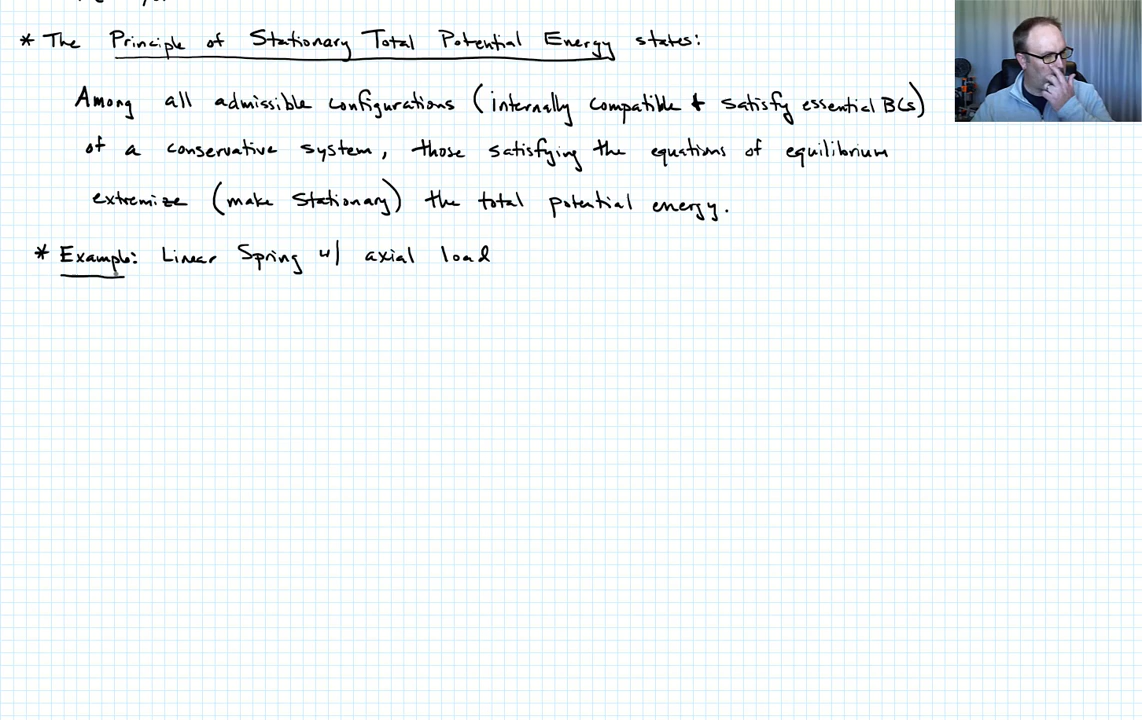 * The Principle of Stationary Total Potential Energy states:
Among all admissible configurations (internally compatible + satisfy essential BCs)
of a conservative system, those satisfying the equations of equilibrium
extremize (make stationary) the total potential energy.
* Example: Linear Spring w/ axial load